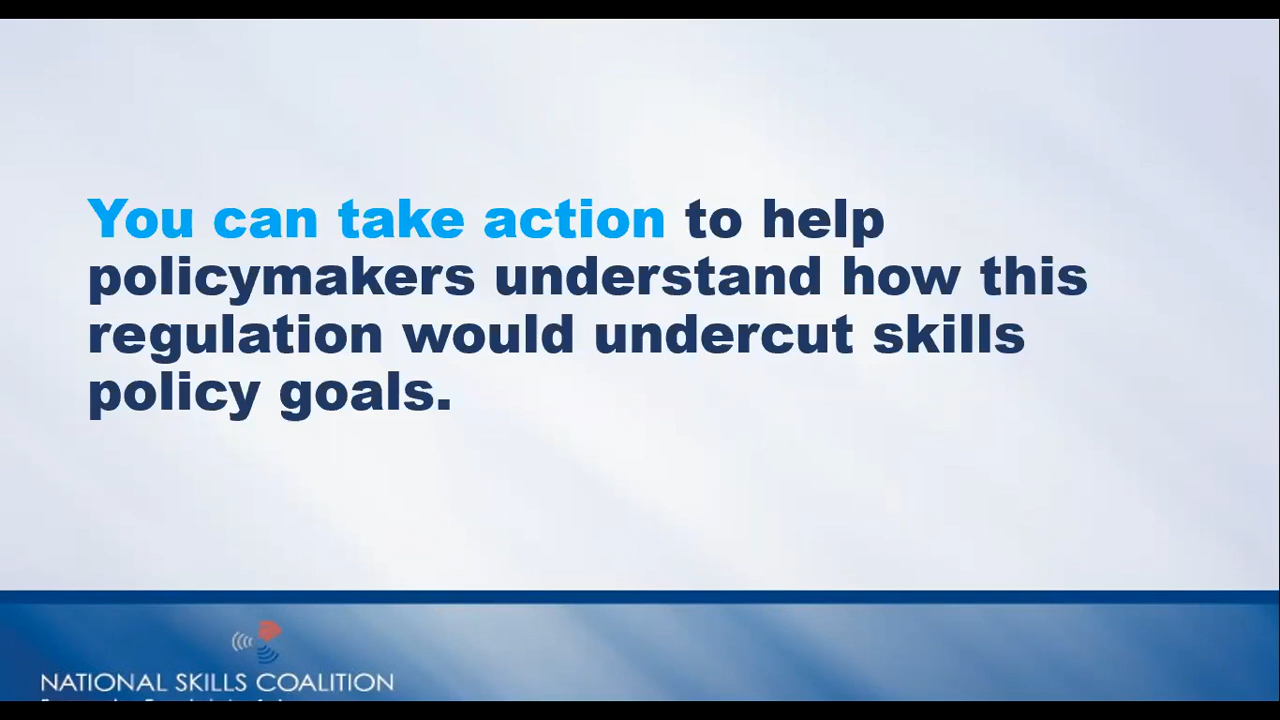 You can take action to help
policymakers understand how this
regulation would undercut skills
policy goals.
NATIONAL SKILLS COALITION